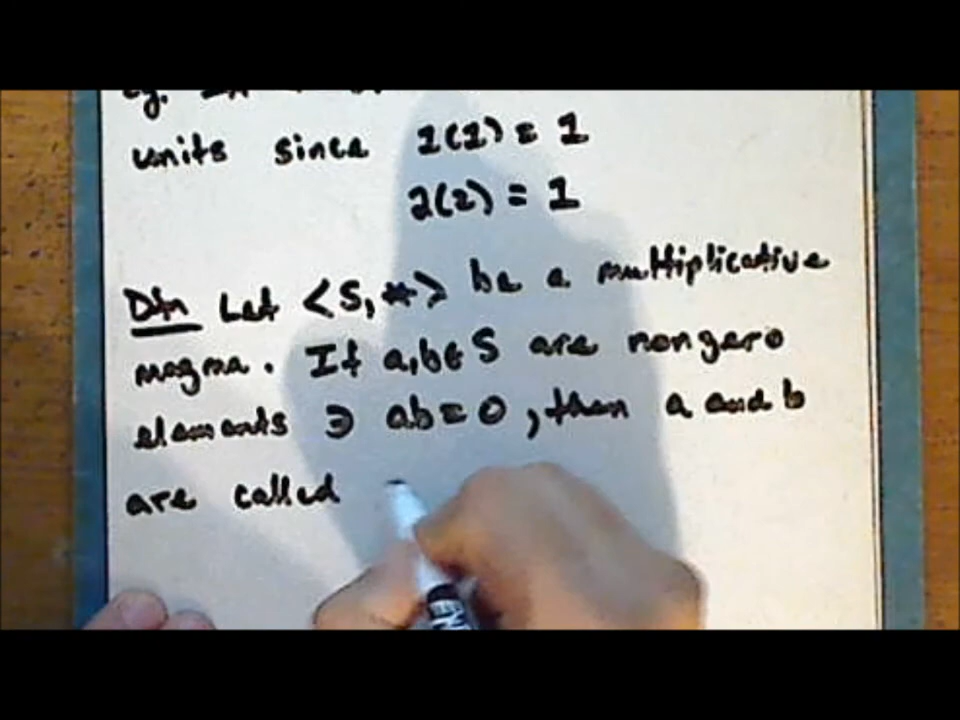 eg.
units since 1(1) = 1
2(2) = 1
Dfn Let <S,*> be a multiplicative
magma. If a,b∈S are nonzero
elements ∋ ab=0, then a and b
are called